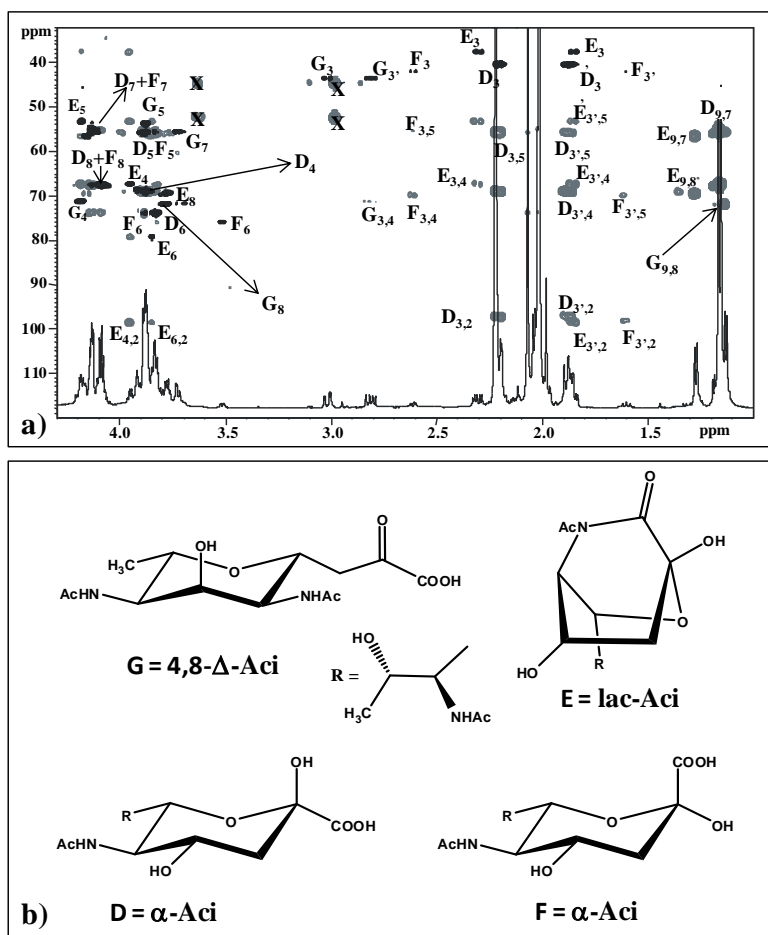 ppm
40
50
60
70
80
90
100
110
E3
F3
G3
G3'
D3
E3
F3'
D3
'
D7+F7
X
X
X
X
E5
G5
G7
D5F5
F3,5
D3,5
E3',5
D3',5
E9,7
D9,7
D8+F8
D4
E4
E8
G4
F6
D6
E6
F6
G3,4
F3,4
E3,4
E3',4
D3',4
F3',5
E9,8
G8
G9,8
E4,2
E6,2
D3,2
D3',2
E3',2
F3',2
4.0 3.5 3.0 2.5 2.0 1.5 ppm
a)
O
OH
H3C
O
COOH
AcHN
NHAc
G = 4,8-Δ-Aci
O
AcN
OH
O
HO
R
E = lac-Aci
HO
R =
H3C
NHAc
OH
R
O
AcHN
COOH
HO
D = α-Aci
COOH
R
O
AcHN
OH
HO
F = α-Aci
b)